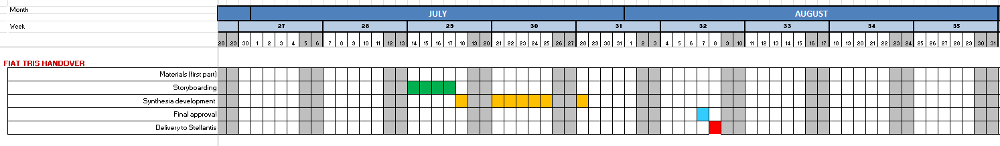 Month JULY AUGUST
Week 27 28 29 30 31 32 33 34 35
28 29 30 1 2 3 4 5 6 7 8 9 10 11 12 13 14 15 16 17 18 19 20 21 22 23 24 25 26 27 28 29 30 31 1 2 3 4 5 6 7 8 9 10 11 12 13 14 15 16 17 18 19 20 21 22 23 24 25 26 27 28 29 30 31
FIAT TRIS HANDOVER
Materials (first part)
Storyboarding
Synthesia development
Final approval
Delivery to Stellantis